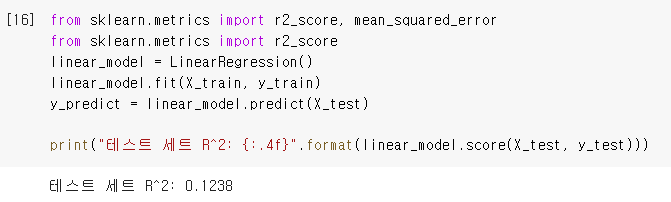 [16] from sklearn.metrics import r2_score, mean_squared_error
from sklearn.metrics import r2_score
linear_model = LinearRegression()
linear_model.fit(X_train, y_train)
y_predict = linear_model.predict(X_test)
print("테스트 세트 R^2: {:.4f}".format(linear_model.score(X_test, y_test)))
테스트 세트 R^2: 0.1238